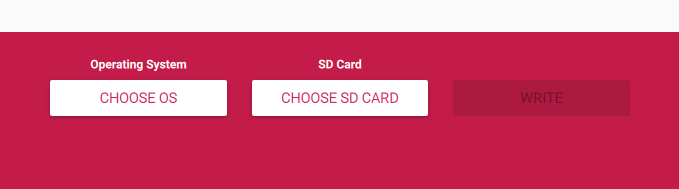 Operating System
SD Card
CHOOSE OS
CHOOSE SD CARD
WRITE